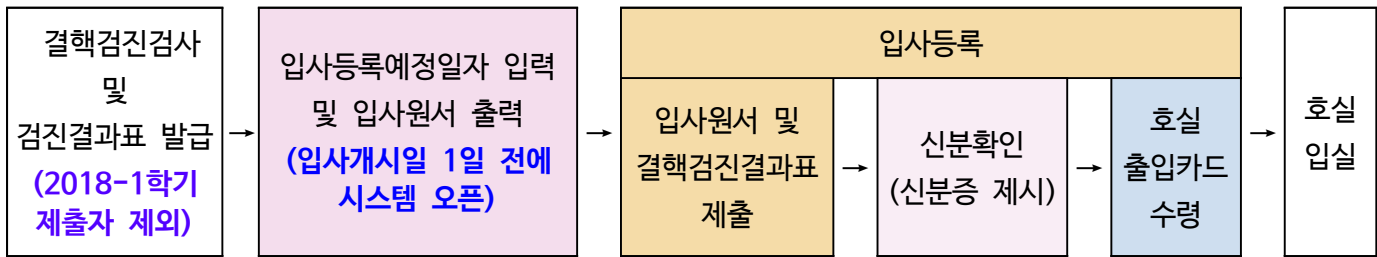 결핵검진검사
및
검진결과표 발급
(2018-1학기
제출자 제외)
→
입사등록예정일자 입력
및 입사원서 출력
(입사개시일 1일 전에
시스템 오픈)
→
입사등록
입사원서 및
결핵검진결과표
제출
→
신분확인
(신분증 제시)
→
호실
출입카드
수령
→
호실
입실